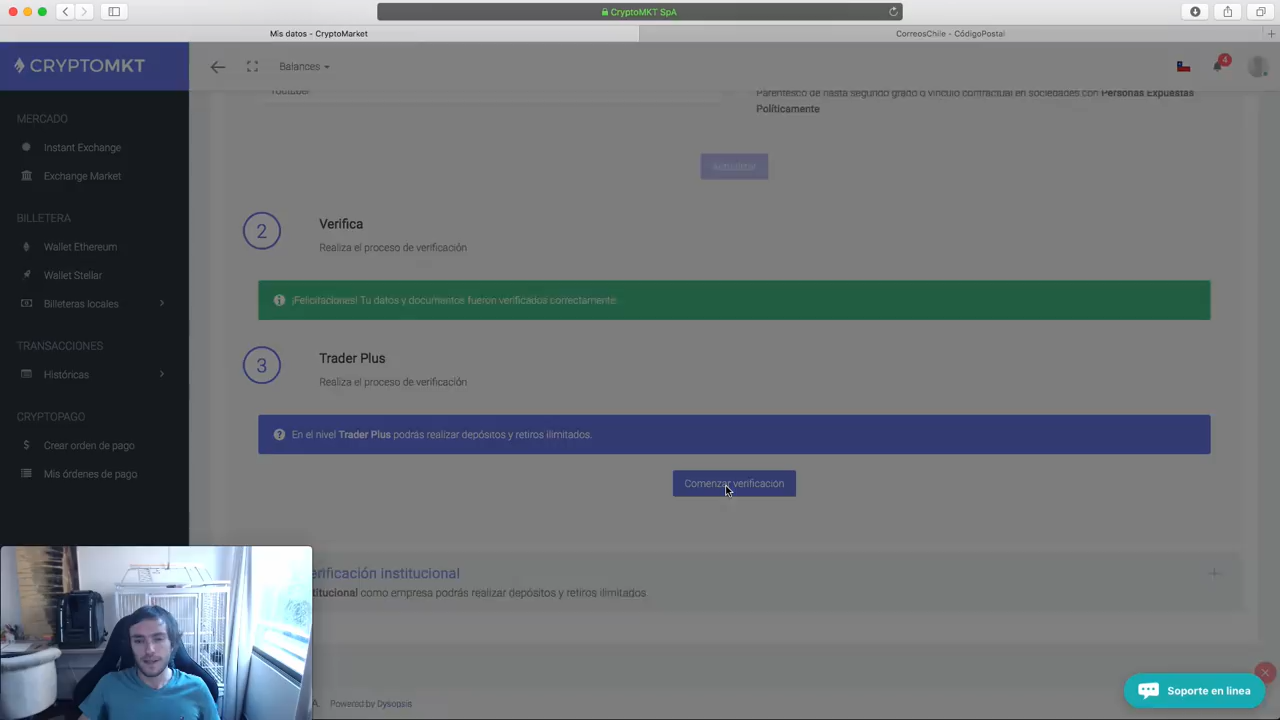 CryptoMKT SpA
Mis datos - CryptoMarket
CorreosChile - CódigoPostal
CRYPTOMKT
Balances
4
MERCADO
Instant Exchange
Exchange Market
BILLETERA
Wallet Ethereum
Wallet Stellar
Billeteras locales
TRANSACCIONES
Históricas
CRYPTOPAGO
Crear orden de pago
Mis órdenes de pago
Youtuber
Parentesco de hasta segundo grado o vínculo contractual en sociedades con Personas Expuestas
Políticamente
2
Verifica
Realiza el proceso de verificación
¡Felicitaciones! Tu datos y documentos fueron verificados correctamente.
3
Trader Plus
Realiza el proceso de verificación
En el nivel Trader Plus podrás realizar depósitos y retiros ilimitados.
Comenzar verificación
erificación institucional
titucional como empresa podrás realizar depósitos y retiros ilimitados.
A. Powered by Dysopsis
Soporte en linea